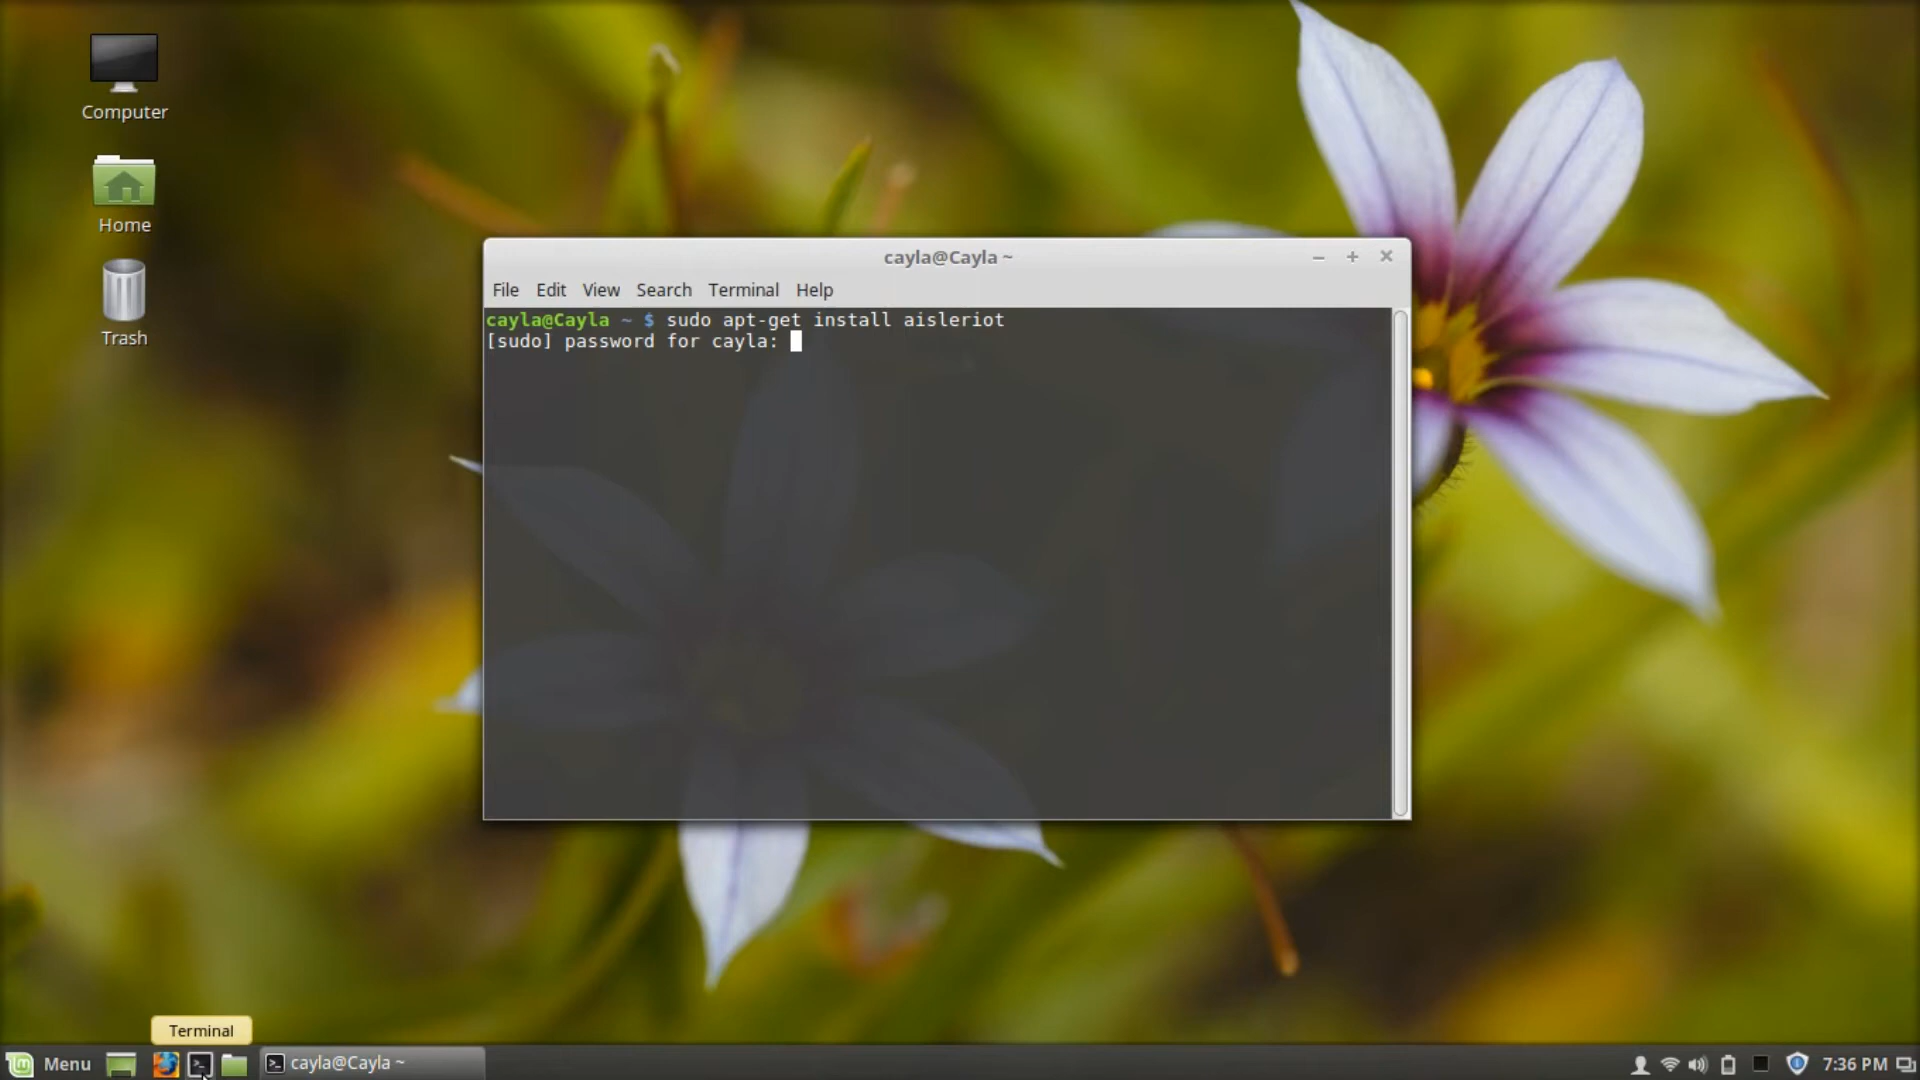 Computer
Home
Trash
cayla@Cayla ~
File Edit View Search Terminal Help
cayla@Cayla ~ $ sudo apt-get install aisleriot
[sudo] password for cayla:
Terminal
Menu
cayla@Cayla ~
7:36 PM